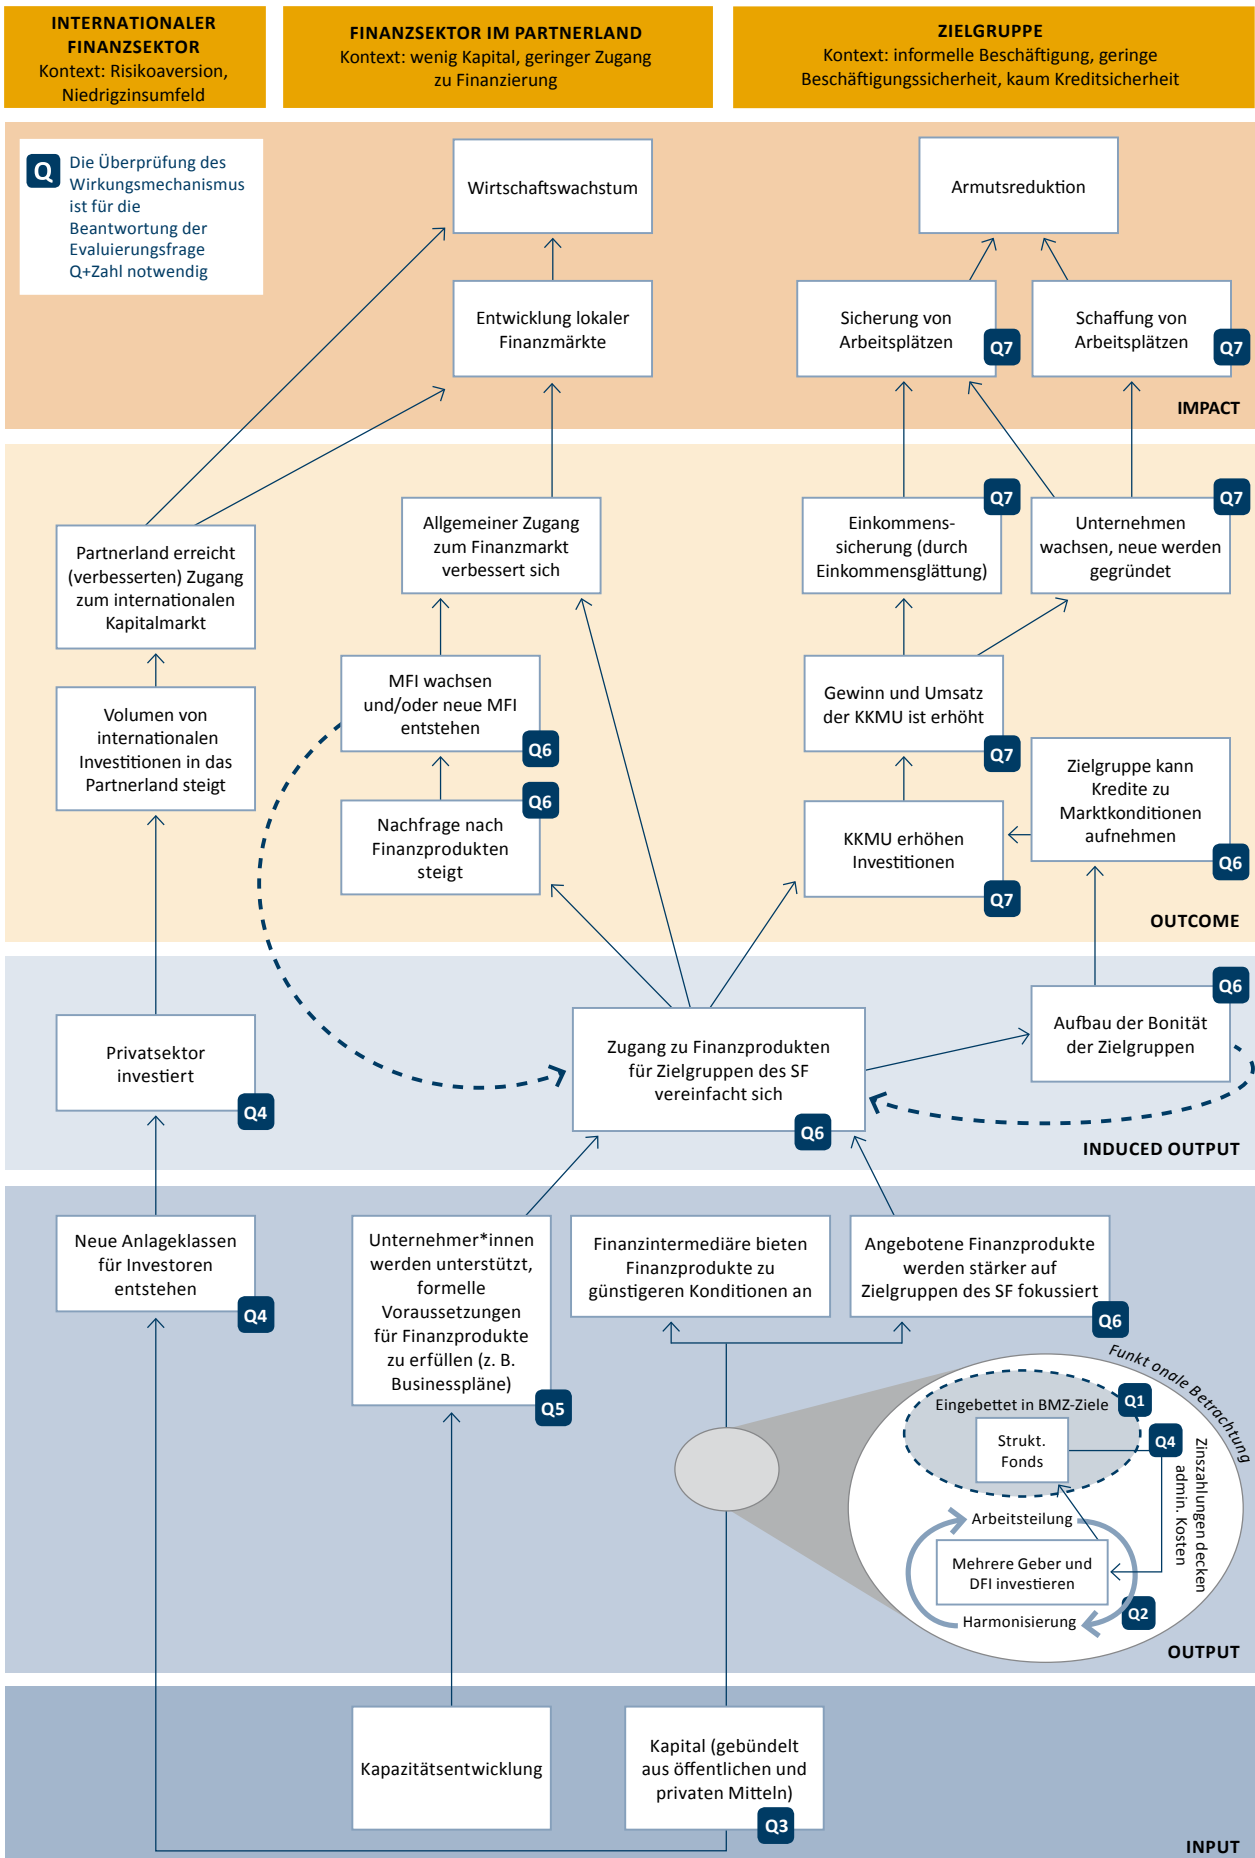 INTERNATIONALER
FINANZSEKTOR
Kontext: Risikoaversion,
Niedrigzinsumfeld
FINANZSEKTOR IM PARTNERLAND
Kontext: wenig Kapital, geringer Zugang
zu Finanzierung
ZIELGRUPPE
Kontext: informelle Beschäftigung, geringe
Beschäftigungssicherheit, kaum Kreditsicherheit
Q
Die Überprüfung des
Wirkungsmechanismus
ist für die
Beantwortung der
Evaluierungsfrage
Q+Zahl notwendig
Wirtschaftswachstum
Armutsreduktion
Entwicklung lokaler
Finanzmärkte
Sicherung von
Arbeitsplätzen
Q7
Schaffung von
Arbeitsplätzen
Q7
IMPACT
Partnerland erreicht
(verbesserten) Zugang
zum internationalen
Kapitalmarkt
Allgemeiner Zugang
zum Finanzmarkt
verbessert sich
Q7
Einkommens-
sicherung (durch
Einkommensglättung)
Q7
Unternehmen
wachsen, neue werden
gegründet
Volumen von
internationalen
Investitionen in das
Partnerland steigt
MFI wachsen
und/oder neue MFI
entstehen
Q6
Gewinn und Umsatz
der KKMU ist erhöht
Q7
Q6
Nachfrage nach
Finanzprodukten
steigt
KKMU erhöhen
Investitionen
Q7
Zielgruppe kann
Kredite zu
Marktkonditionen
aufnehmen
Q6
OUTCOME
Privatsektor
investiert
Q4
Zugang zu Finanzprodukten
für Zielgruppen des SF
vereinfacht sich
Q6
Q6
Aufbau der Bonität
der Zielgruppen
INDUCED OUTPUT
Neue Anlageklassen
für Investoren
entstehen
Q4
Unternehmer*innen
werden unterstützt,
formelle
Voraussetzungen
für Finanzprodukte
zu erfüllen (z. B.
Businesspläne)
Q5
Finanzintermediäre bieten
Finanzprodukte zu
günstigeren Konditionen an
Angebotene Finanzprodukte
werden stärker auf
Zielgruppen des SF fokussiert
Q6
Funkt onale Betrachtung
Eingebettet in BMZ-Ziele
Q1
Strukt.
Fonds
Q4
Zinszahlungen decken
admin. Kosten
Arbeitsteilung
Mehrere Geber und
DFI investieren
Harmonisierung
Q2
OUTPUT
Kapazitätsentwicklung
Kapital (gebündelt
aus öffentlichen und
privaten Mitteln)
Q3
INPUT